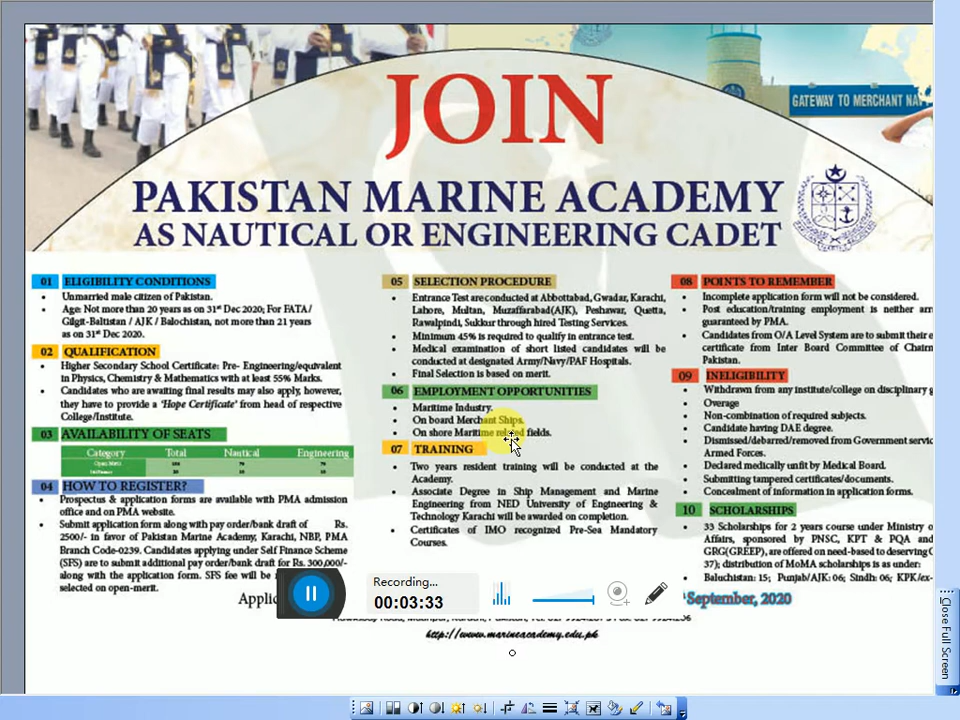 GATEWAY TO MERCHANT NA
JOIN
PAKISTAN MARINE ACADEMY
AS NAUTICAL OR ENGINEERING CADET
01 ELIGIBILITY CONDITIONS
• Unmarried male citizen of Pakistan.
• Age: Not more than 20 years as on 31st Dec 2020; For FATA/
Gilgit-Baltistan / AJK / Balochistan, not more than 21 years
as on 31st Dec 2020.
02 QUALIFICATION
• Higher Secondary School Certificate: Pre- Engineering/equivalent
in Physics, Chemistry & Mathematics with at least 55% Marks.
• Candidates who are awaiting final results may also apply, however,
they have to provide a 'Hope Certificate' from head of respective
College/Institute.
03 AVAILABILITY OF SEATS
Category Total Nautical Engineering
04 HOW TO REGISTER?
• Prospectus & application forms are available with PMA admission
office and on PMA website.
• Submit application form along with pay order/bank draft of Rs.
2500/- in favor of Pakistan Marine Academy, Karachi, NBP, PMA
Branch Code-0239. Candidates applying under Self Finance Scheme
(SFS) are to submit additional pay order/bank draft for Rs. 300,000/-
along with the application form. SFS fee will be
selected on open-merit.
05 SELECTION PROCEDURE
• Entrance Test are conducted at Abbottabad, Gwadar, Karachi,
Lahore, Multan, Muzaffarabad(AJK), Peshawar, Quetta,
Rawalpindi, Sukkur through hired Testing Services.
• Minimum 45% is required to qualify in entrance test.
• Medical examination of short listed candidates will be
conducted at designated Army/Navy/PAF Hospitals.
• Final Selection is based on merit.
06 EMPLOYMENT OPPORTUNITIES
• Maritime Industry.
• On board Merchant Ships.
• On shore Maritime related fields.
07 TRAINING
• Two years resident training will be conducted at the
Academy.
• Associate Degree in Ship Management and Marine
Engineering from NED University of Engineering &
Technology Karachi will be awarded on completion.
• Certificates of IMO recognized Pre-Sea Mandatory
Courses.
08 POINTS TO REMEMBER
• Incomplete application form will not be considered.
• Post education/training employment is neither arr
guaranteed by PMA.
• Candidates from O/A Level System are to submit their e
certificate from Inter Board Committee of Chairm
Pakistan.
09 INELIGIBILITY
• Withdrawn from any institute/college on disciplinary g
• Overage
• Non-combination of required subjects.
• Candidate having DAE degree.
• Dismissed/debarred/removed from Government servic
Armed Forces.
• Declared medically unfit by Medical Board.
• Submitting tampered certificates/documents.
• Concealment of information in application forms.
10 SCHOLARSHIPS
• 33 Scholarships for 2 years course under Ministry o
Affairs, sponsored by PNSC, KPT & PQA and
GRG(GREEP), are offered on need-based to deserving C
37); distribution of MoMA scholarships is as under:
• Baluchistan: 15; Punjab/AJK: 06; Sindh: 06; KPK/ex-
Applic
September, 2020
http://www.marineacademy.edu.pk
Recording...
00:03:33
Close Full Screen